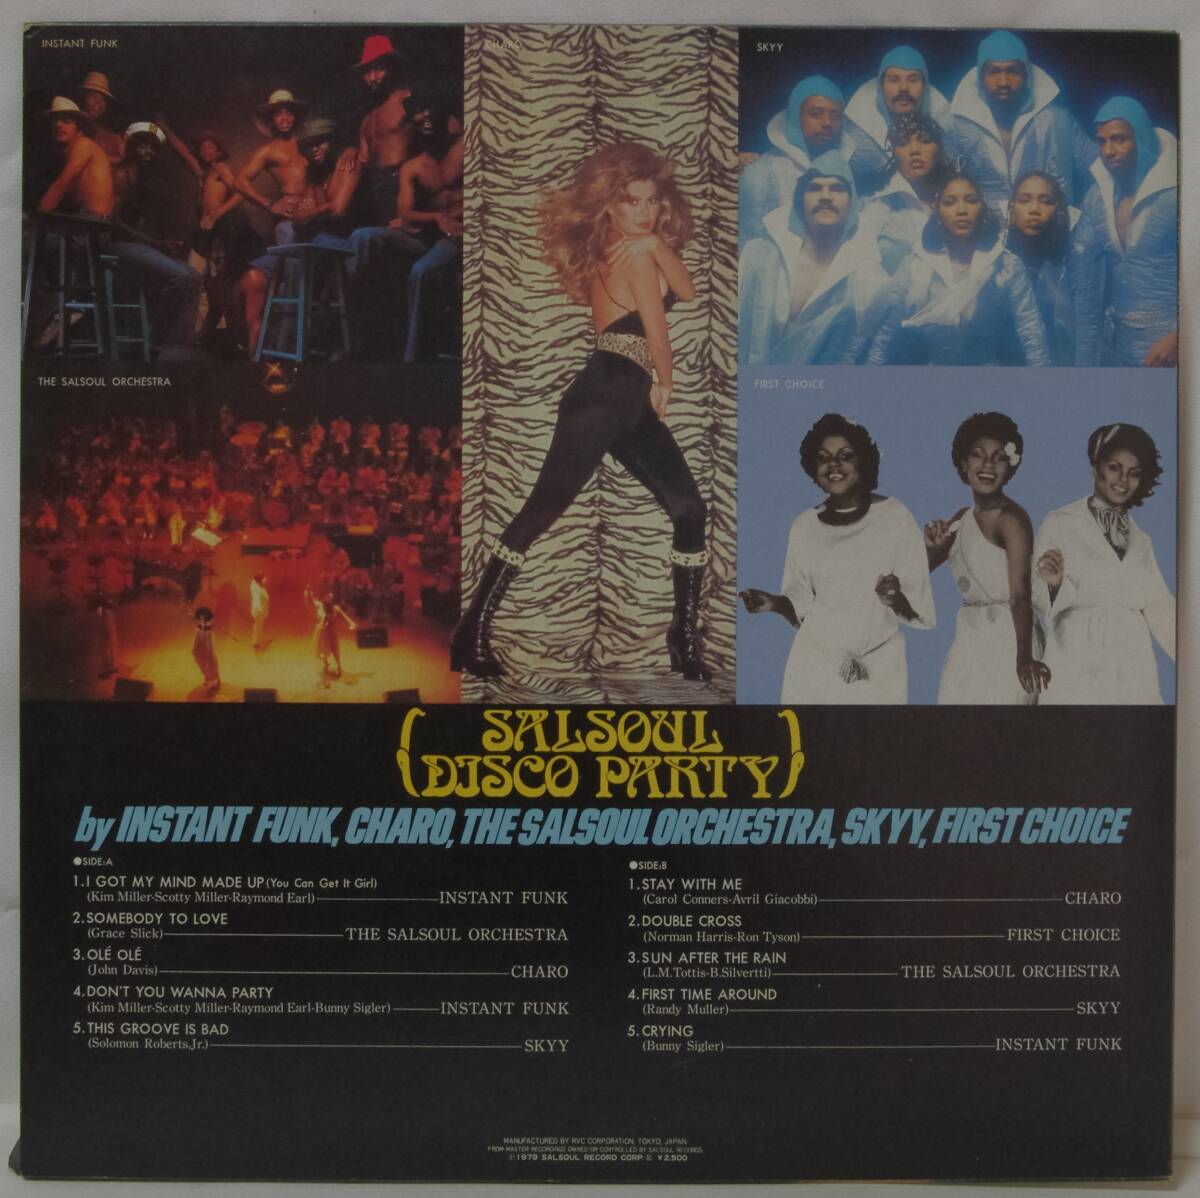 INSTANT FUNK
CHARO
SKYY
THE SALSOUL ORCHESTRA
FIRST CHOICE
SALSOUL
DISCO PARTY
by INSTANT FUNK, CHARO, THE SALSOUL ORCHESTRA, SKYY, FIRST CHOICE
●SIDE:A
1.I GOT MY MIND MADE UP (You Can Get It Girl)
(Kim Miller-Scotty Miller-Raymond Earl)——INSTANT FUNK
2.SOMEBODY TO LOVE
(Grace Slick)——THE SALSOUL ORCHESTRA
3.OLÉ OLÉ
(John Davis)——CHARO
4.DON'T YOU WANNA PARTY
(Kim Miller-Scotty Miller-Raymond Earl-Bunny Sigler)——INSTANT FUNK
5.THIS GROOVE IS BAD
(Solomon Roberts,Jr.)——SKYY
●SIDE:B
1.STAY WITH ME
(Carol Conners-Avril Giacobbi)——CHARO
2.DOUBLE CROSS
(Norman Harris-Ron Tyson)——FIRST CHOICE
3.SUN AFTER THE RAIN
(L.M.Tottis-B.Silvertti)——THE SALSOUL ORCHESTRA
4.FIRST TIME AROUND
(Randy Muller)——SKYY
5.CRYING
(Bunny Sigler)——INSTANT FUNK
MANUFACTURED BY RVC CORPORATION, TOKYO, JAPAN
FROM MASTER RECORDINGS OWNED OR CONTROLLED BY SALSOUL RECORDS.
℗1979 SALSOUL RECORD CORP. ¥2,500